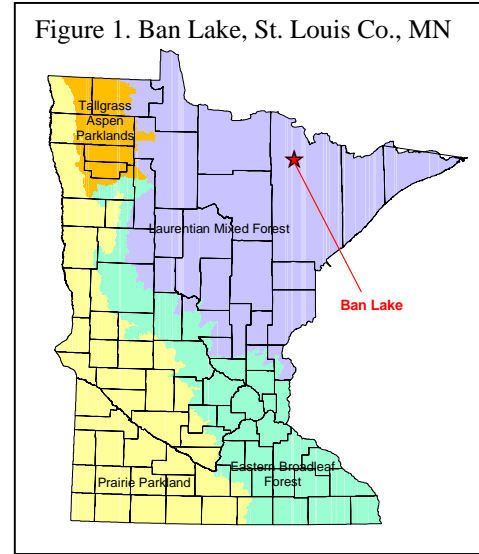 Figure 1. Ban Lake, St. Louis Co., MN
Tallgrass
Aspen
Parklands
Laurentian Mixed Forest
Ban Lake
Eastern Broadleaf
Forest
Prairie Parkland